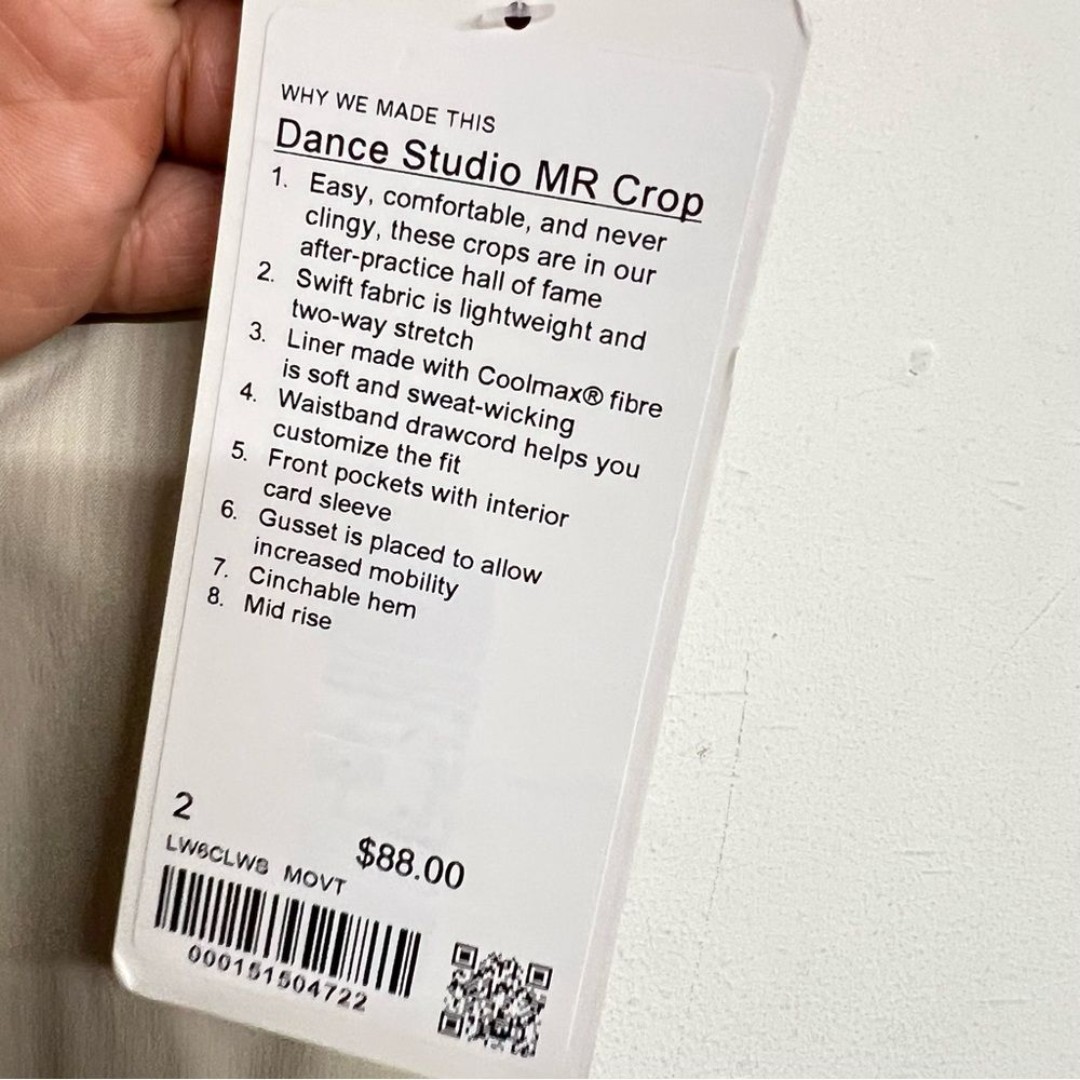 WHY WE MADE THIS
Dance Studio MR Crop
1. Easy, comfortable, and never
clingy, these crops are in our
after-practice hall of fame
2. Swift fabric is lightweight and
two-way stretch
3. Liner made with Coolmax® fibre
is soft and sweat-wicking
4. Waistband drawcord helps you
customize the fit
5. Front pockets with interior
card sleeve
6. Gusset is placed to allow
increased mobility
7. Cinchable hem
8. Mid rise
2
$88.00
LW6CLWS MOVT
000151504722